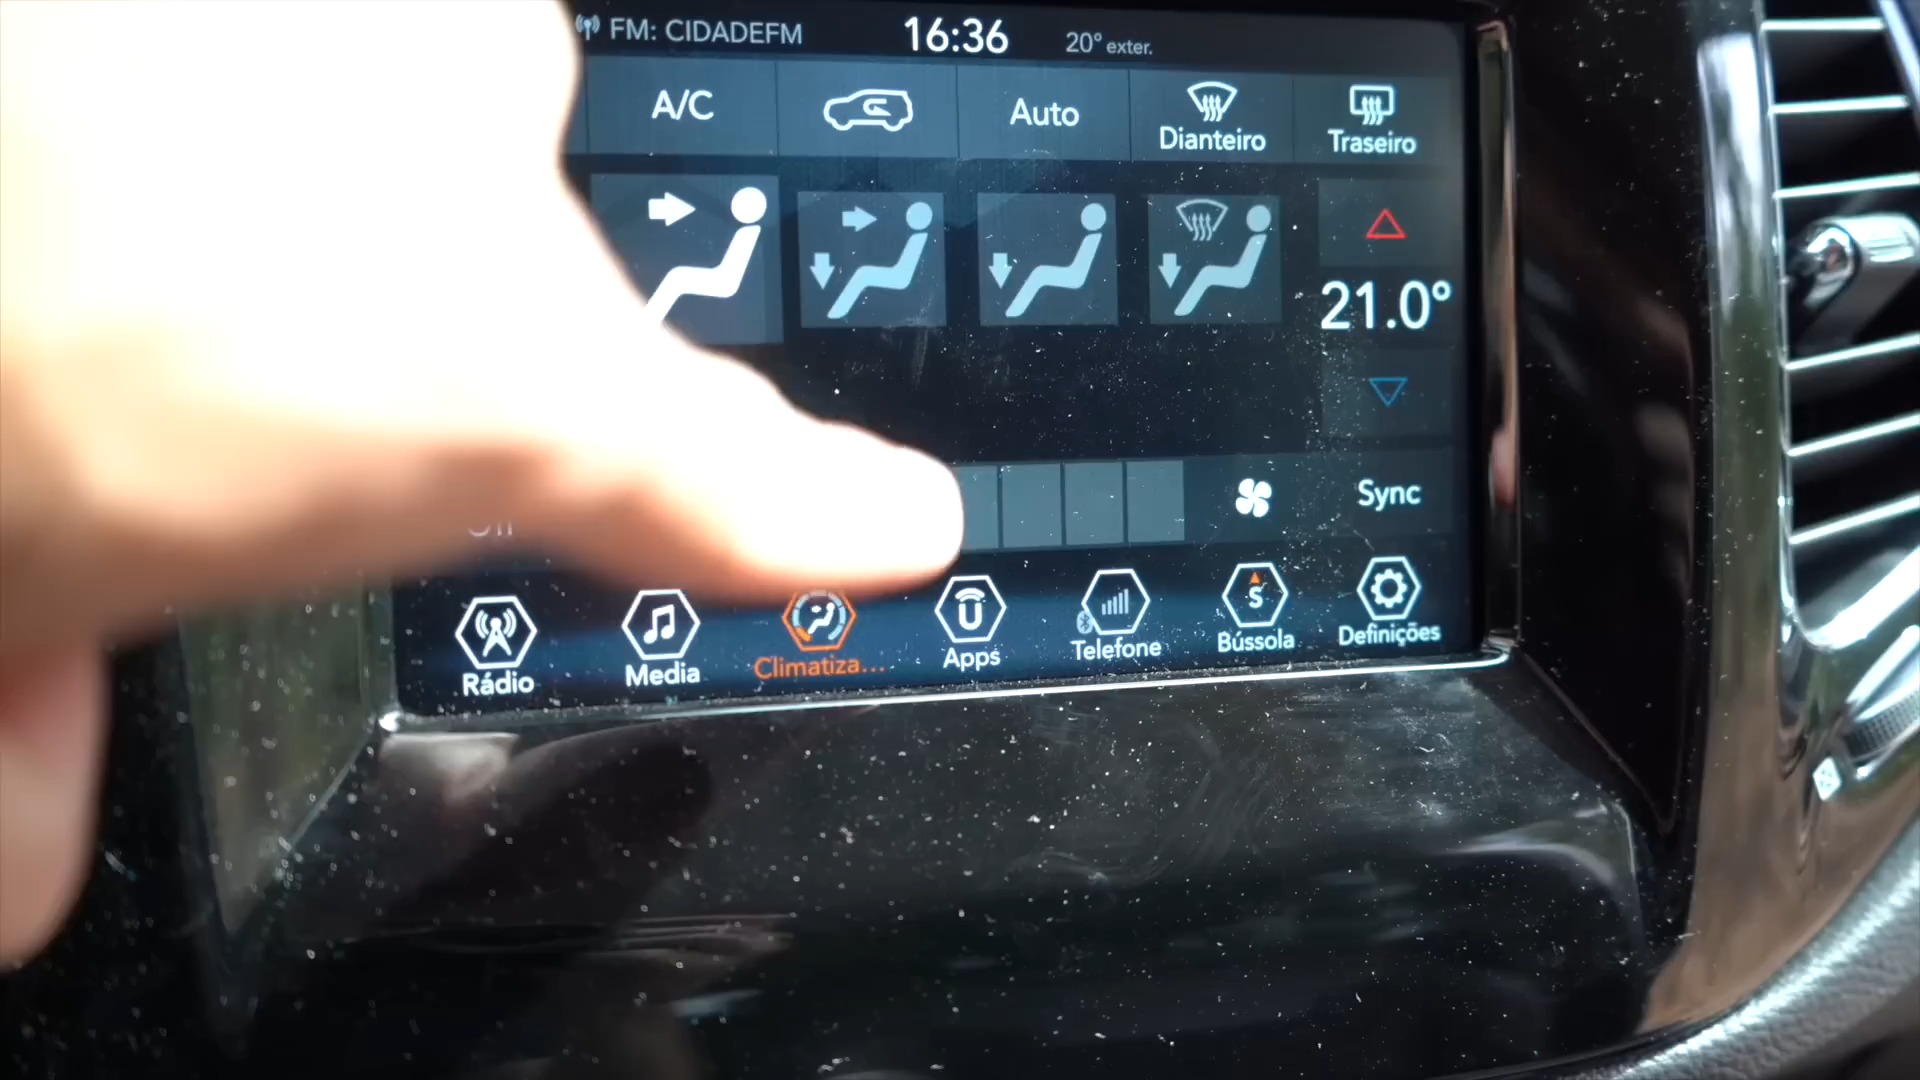 FM: CIDADEFM 16:36 20° exter.
A/C Auto Dianteiro Traseiro
21.0°
Sync
Rádio Media Climatiza... Apps Telefone Bússola Definições